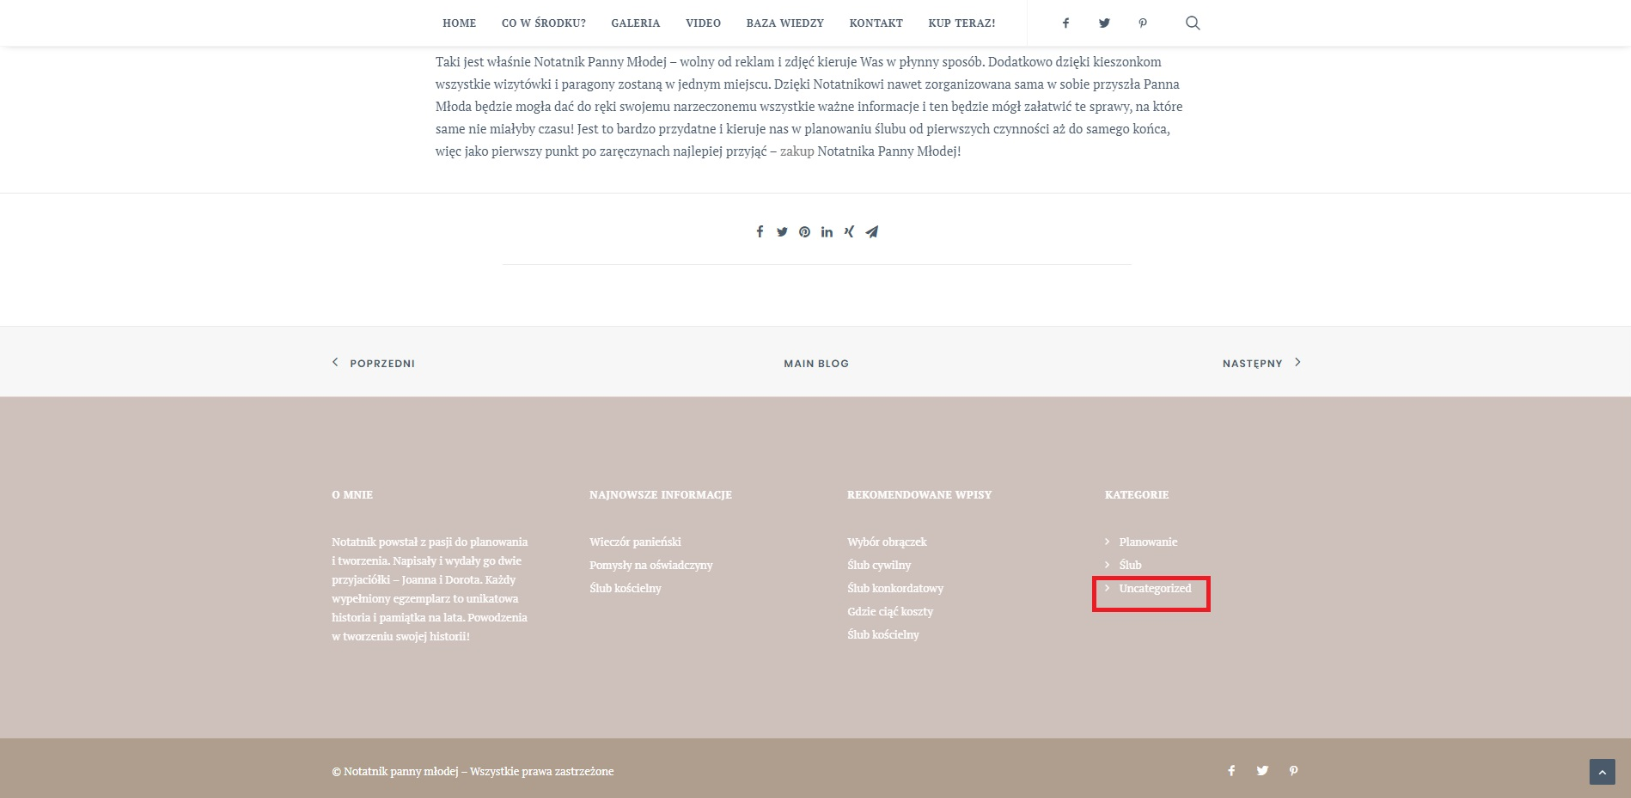 HOME CO W ŚRODKU? GALERIA VIDEO BAZA WIEDZY KONTAKT KUP TERAZ!
Taki jest właśnie Notatnik Panny Młodej – wolny od reklam i zdjęć kieruje Was w płynny sposób. Dodatkowo dzięki kieszonkom
wszystkie wizytówki i paragony zostaną w jednym miejscu. Dzięki Notatnikowi nawet zorganizowana sama w sobie przyszła Panna
Młoda będzie mogła dać do ręki swojemu narzeczonemu wszystkie ważne informacje i ten będzie mógł załatwić te sprawy, na które
same nie miałyby czasu! Jest to bardzo przydatne i kieruje nas w planowaniu ślubu od pierwszych czynności aż do samego końca,
więc jako pierwszy punkt po zaręczynach najlepiej przyjąć – zakup Notatnika Panny Młodej!
POPRZEDNI MAIN BLOG NASTĘPNY
O MNIE
Notatnik powstał z pasji do planowania
i tworzenia. Napisały i wydały go dwie
przyjaciółki – Joanna i Dorota. Każdy
wypełniony egzemplarz to unikatowa
historia i pamiątka na lata. Powodzenia
w tworzeniu swojej historii!
NAJNOWSZE INFORMACJE
Wieczór panieński
Pomysły na oświadczyny
Ślub kościelny
REKOMENDOWANE WPISY
Wybór obrączek
Ślub cywilny
Ślub konkordatowy
Gdzie ciąć koszty
Ślub kościelny
KATEGORIE
Planowanie
Ślub
Uncategorized
© Notatnik panny młodej – Wszystkie prawa zastrzeżone